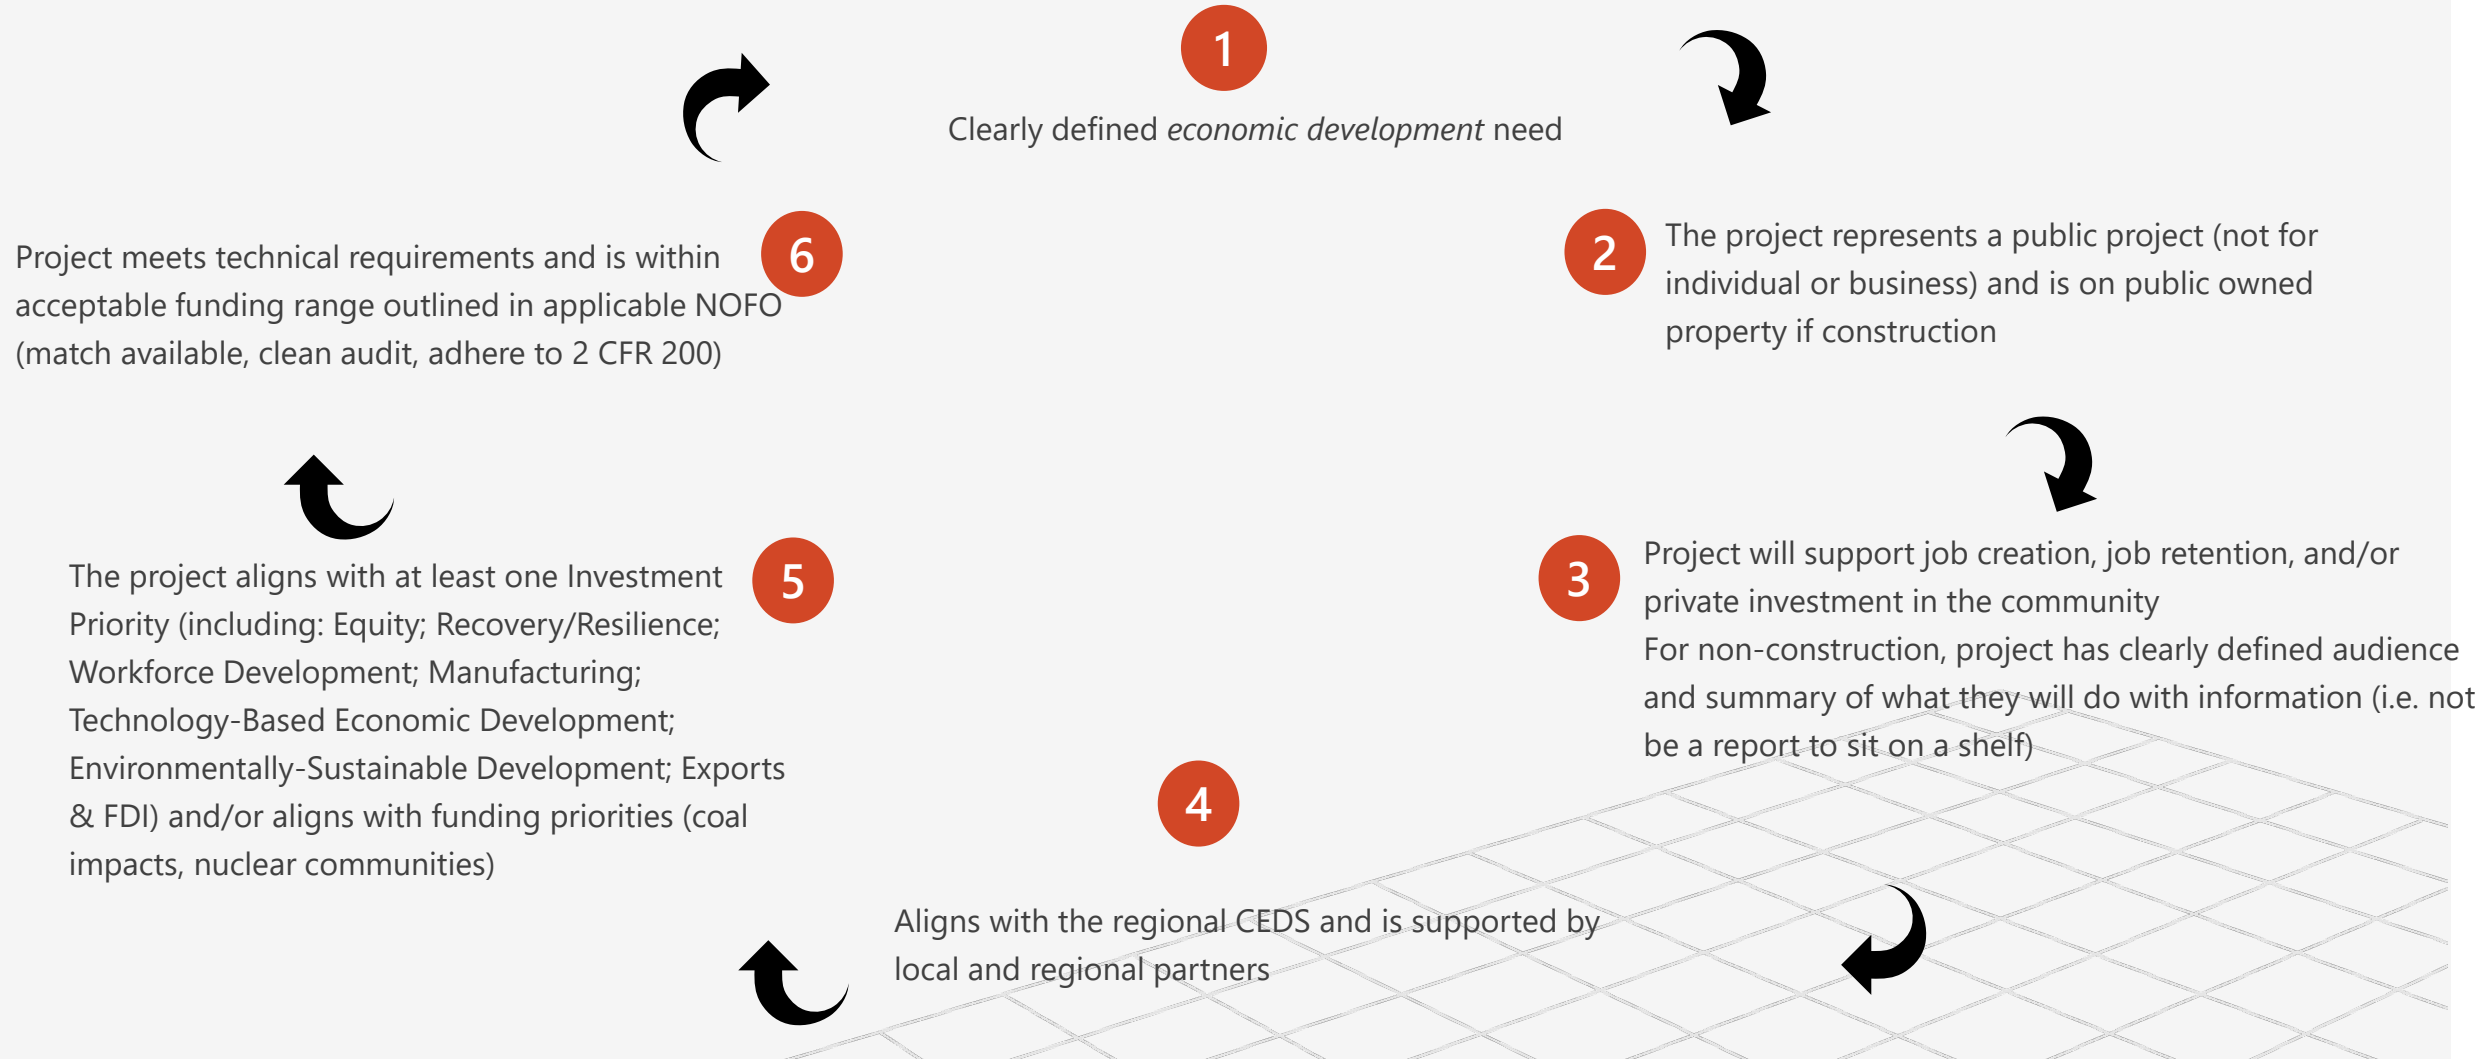 1
Clearly defined economic development need
2
The project represents a public project (not for
individual or business) and is on public owned
property if construction
3
Project will support job creation, job retention, and/or
private investment in the community
For non-construction, project has clearly defined audience
and summary of what they will do with information (i.e. not
be a report to sit on a shelf)
4
Aligns with the regional CEDS and is supported by
local and regional partners
5
The project aligns with at least one Investment
Priority (including: Equity; Recovery/Resilience;
Workforce Development; Manufacturing;
Technology-Based Economic Development;
Environmentally-Sustainable Development; Exports
& FDI) and/or aligns with funding priorities (coal
impacts, nuclear communities)
6
Project meets technical requirements and is within
acceptable funding range outlined in applicable NOFO
(match available, clean audit, adhere to 2 CFR 200)